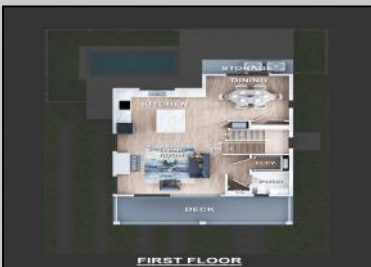 STORAGE
DINING
KITCHEN
LIVING
ROOM
ELEV.
DECK
FIRST FLOOR